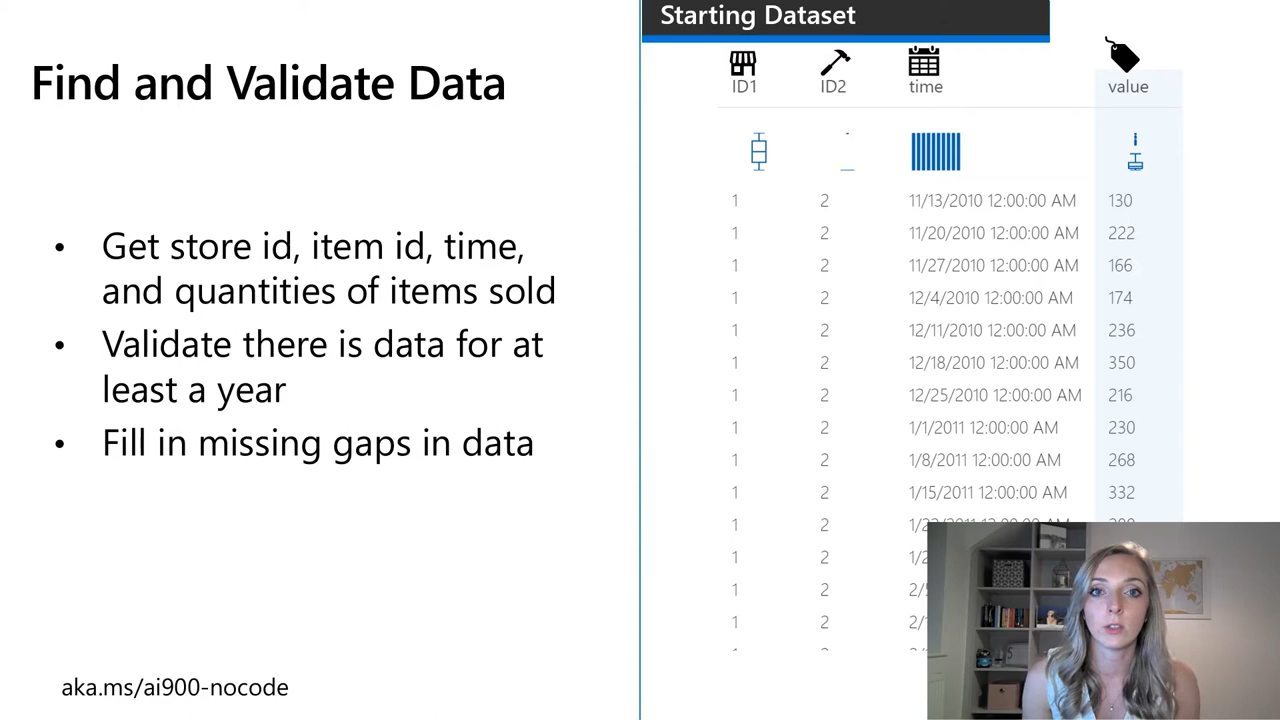 Starting Dataset
Find and Validate Data
• Get store id, item id, time,
and quantities of items sold
• Validate there is data for at
least a year
• Fill in missing gaps in data
aka.ms/ai900-nocode
ID1 ID2 time value
1 2 11/13/2010 12:00:00 AM 130
1 2 11/20/2010 12:00:00 AM 222
1 2 11/27/2010 12:00:00 AM 166
1 2 12/4/2010 12:00:00 AM 174
1 2 12/11/2010 12:00:00 AM 236
1 2 12/18/2010 12:00:00 AM 350
1 2 12/25/2010 12:00:00 AM 216
1 2 1/1/2011 12:00:00 AM 230
1 2 1/8/2011 12:00:00 AM 268
1 2 1/15/2011 12:00:00 AM 332
1 2
1 2
1 2
1 2